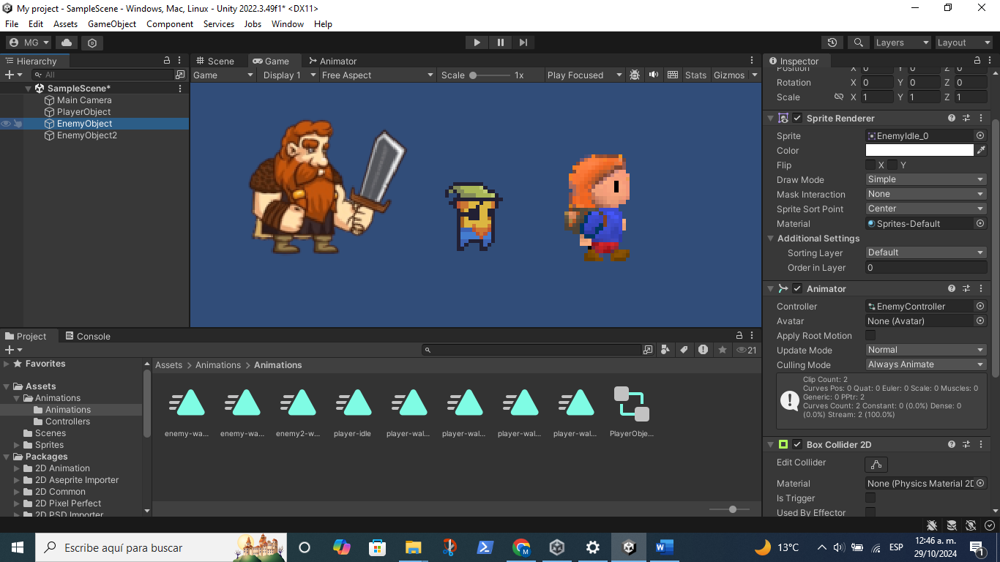 My project - SampleScene - Windows, Mac, Linux - Unity 2022.3.49f1* <DX11>
File Edit Assets GameObject Component Services Jobs Window Help
MG Layers Layout
Hierarchy
All
SampleScene*
Main Camera
PlayerObject
EnemyObject
EnemyObject2
Scene Game Animator
Game Display 1 Free Aspect Scale 1x Play Focused Stats Gizmos
Inspector
Position X 0 Y 0 Z 0
Rotation X 0 Y 0 Z 0
Scale X 1 Y 1 Z 1
Sprite Renderer
Sprite EnemyIdle_0
Color
Flip X Y
Draw Mode Simple
Mask Interaction None
Sprite Sort Point Center
Material Sprites-Default
Additional Settings
Sorting Layer Default
Order in Layer 0
Animator
Controller EnemyController
Avatar None (Avatar)
Apply Root Motion
Update Mode Normal
Culling Mode Always Animate
Clip Count: 2
Curves Pos: 0 Quat: 0 Euler: 0 Scale: 0 Muscles: 0
Generic: 0 PPtr: 2
Curves Count: 2 Constant: 0 (0.0%) Dense: 0
(0.0%) Stream: 2 (100.0%)
Box Collider 2D
Edit Collider
Material None (Physics Material 2D
Is Trigger
Used By Effector
Project Console
21
Favorites
Assets
Animations
Animations
Controllers
Scenes
Sprites
Packages
2D Animation
2D Aseprite Importer
2D Common
2D Pixel Perfect
2D PSD Importer
Assets > Animations > Animations
enemy-wa... enemy-wa... enemy2-w... player-idle player-wal... player-wal... player-wal... player-wal... PlayerObje...
Escribe aquí para buscar
13°C
ESP
12:46 a. m.
29/10/2024
1